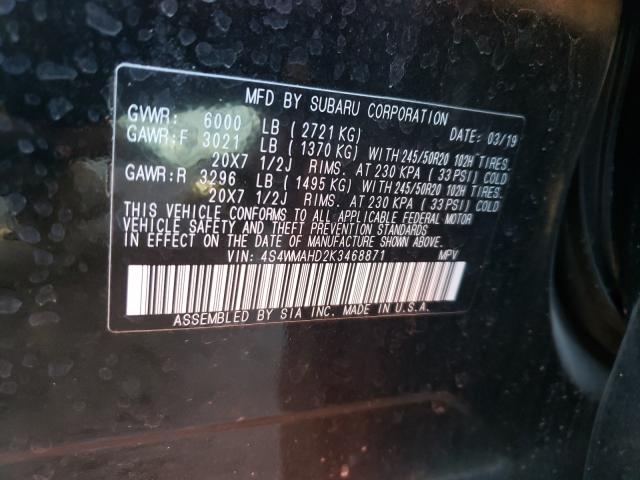 MFD BY SUBARU CORPORATION
GVWR: 6000 LB (2721 KG) DATE: 03/19
GAWR:F 3021 LB (1370 KG) WITH 245/50R20 102H TIRES,
20X7 1/2J RIMS. AT 230 KPA (33 PSI) COLD
GAWR:R 3296 LB (1495 KG) WITH 245/50R20 102H TIRES,
20X7 1/2J RIMS. AT 230 KPA (33 PSI) COLD
THIS VEHICLE CONFORMS TO ALL APPLICABLE FEDERAL MOTOR
VEHICLE SAFETY, BUMPER, AND THEFT PREVENTION STANDARDS
IN EFFECT ON THE DATE OF MANUFACTURE SHOWN ABOVE.
VIN: 4S4WMAHD2K3468871 MPV
ASSEMBLED BY SIA INC. MADE IN U.S.A.